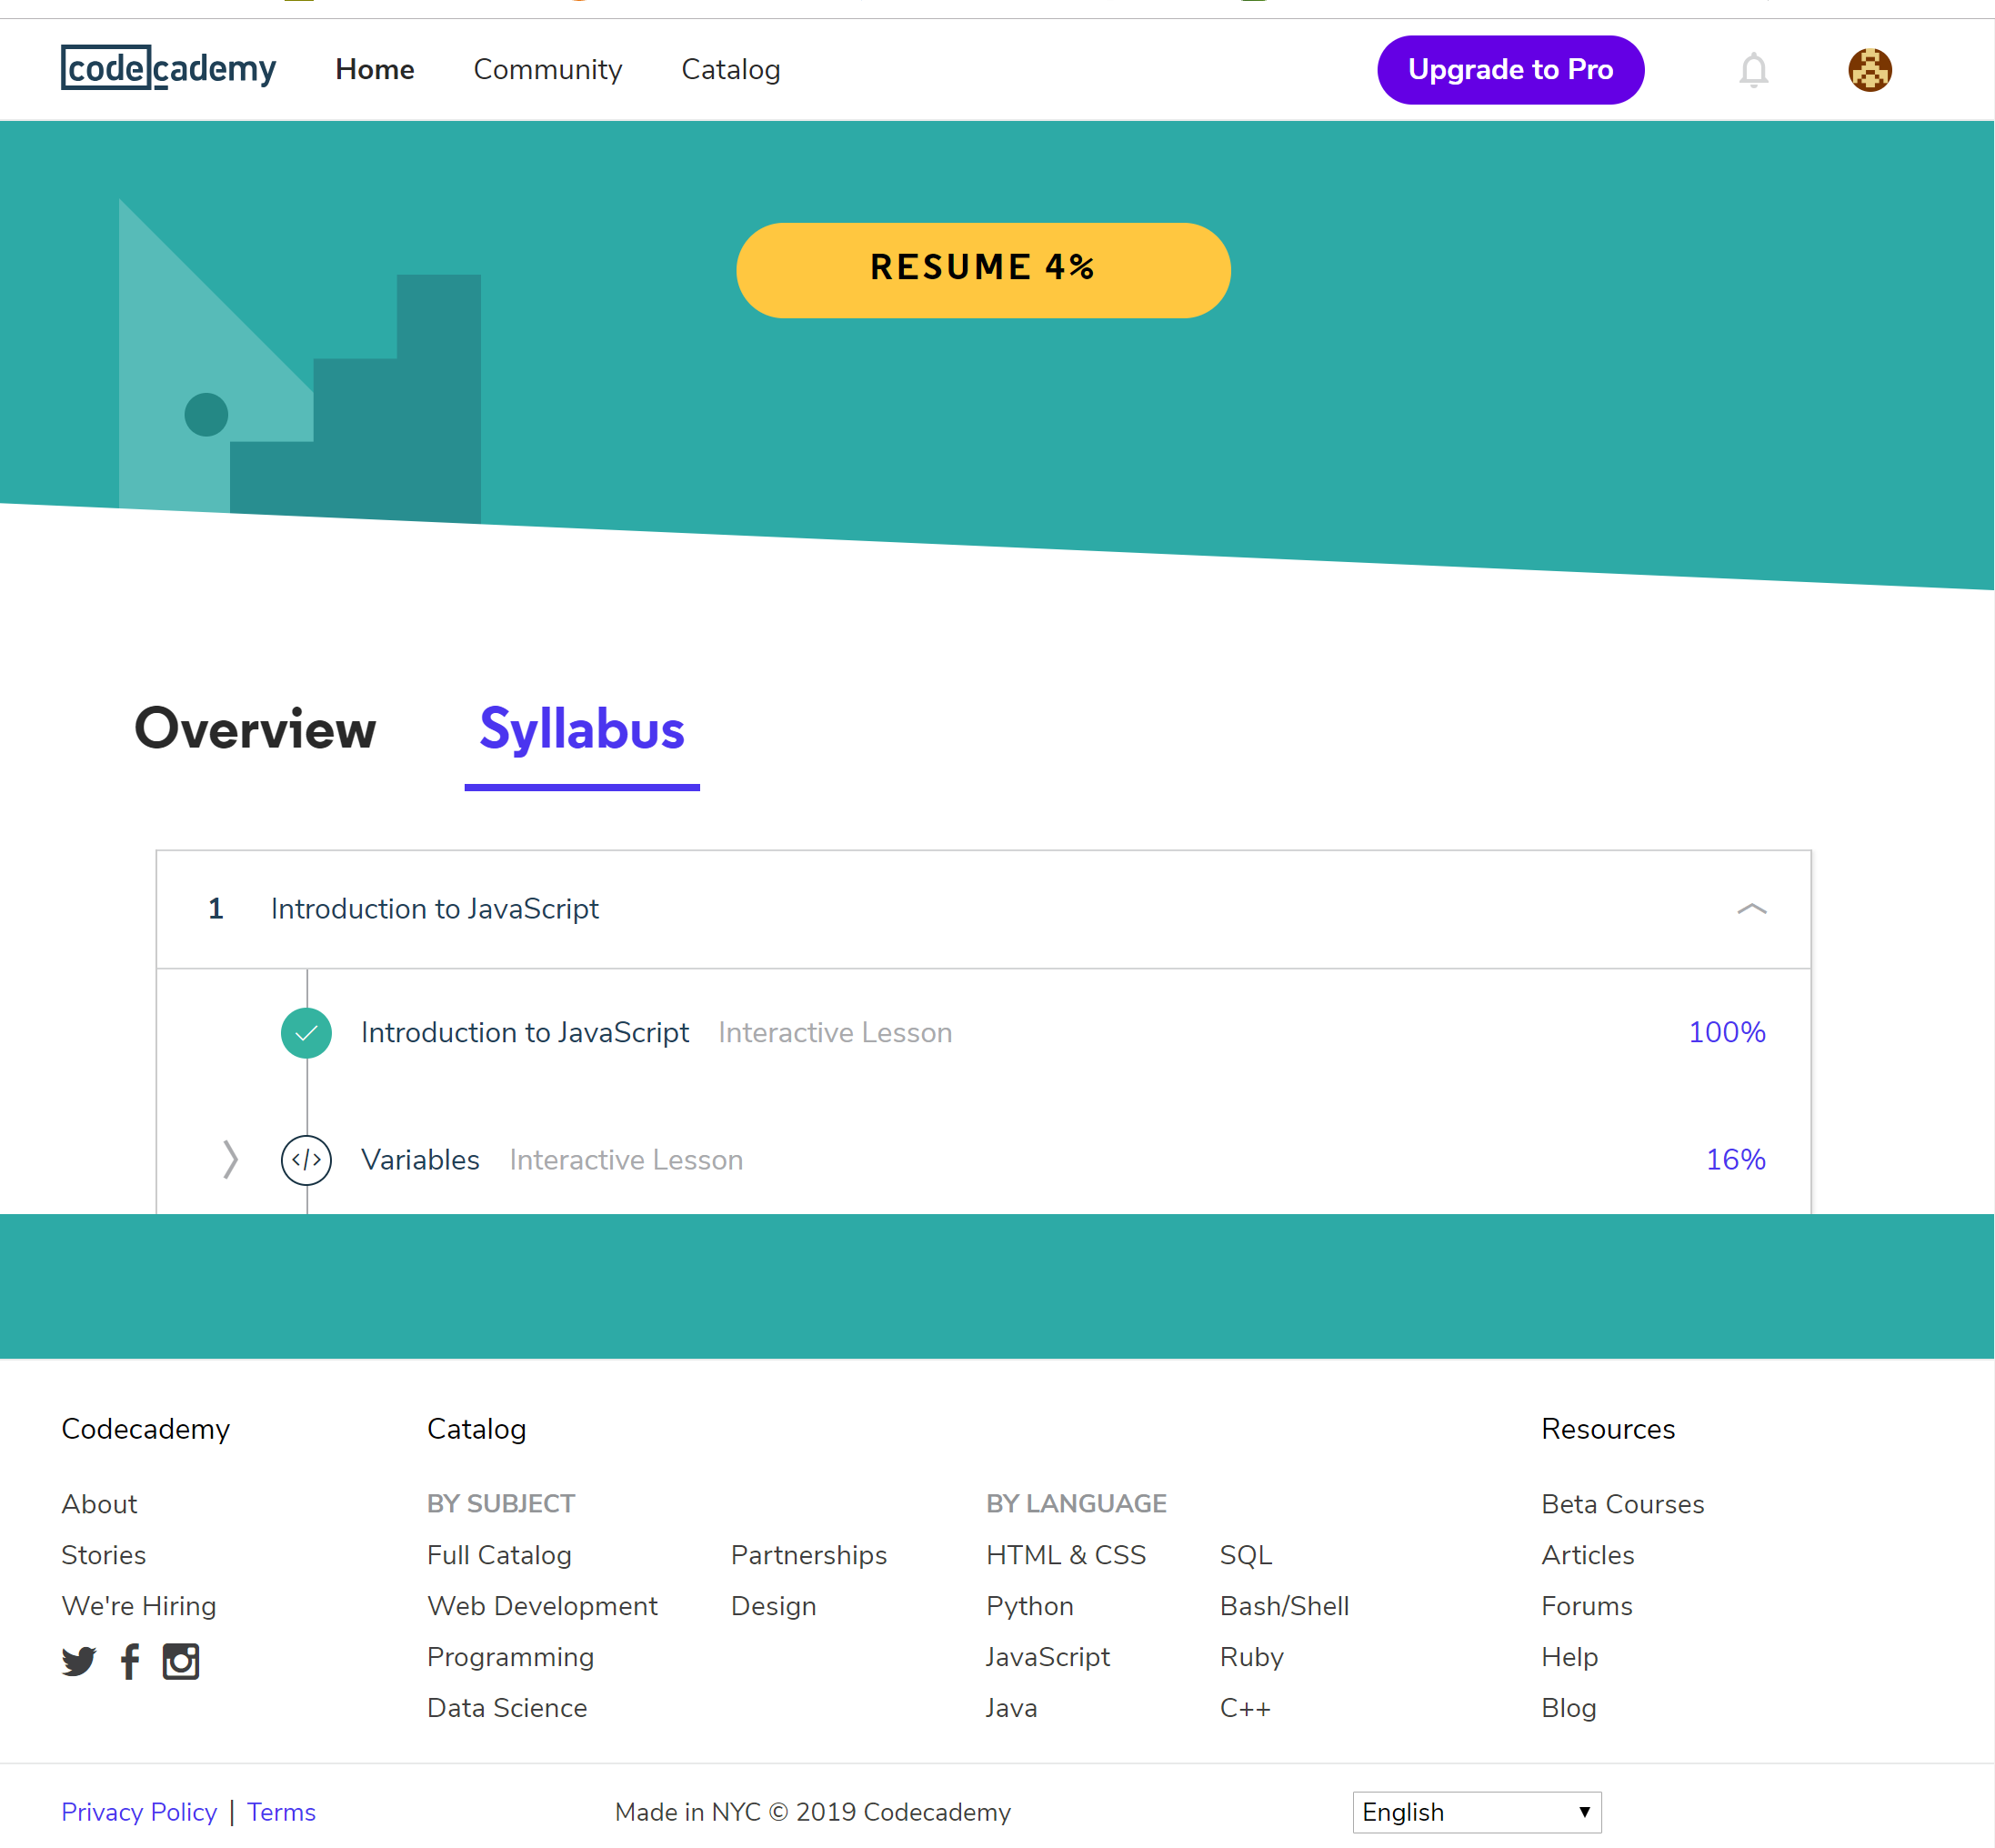 codecademy Home Community Catalog Upgrade to Pro
RESUME 4%
Overview Syllabus
1 Introduction to JavaScript
Introduction to JavaScript Interactive Lesson 100%
</> Variables Interactive Lesson 16%
Codecademy Catalog Resources
About BY SUBJECT BY LANGUAGE Beta Courses
Stories Full Catalog Partnerships HTML & CSS SQL Articles
We're Hiring Web Development Design Python Bash/Shell Forums
Programming JavaScript Ruby Help
Data Science Java C++ Blog
Privacy Policy | Terms Made in NYC © 2019 Codecademy English